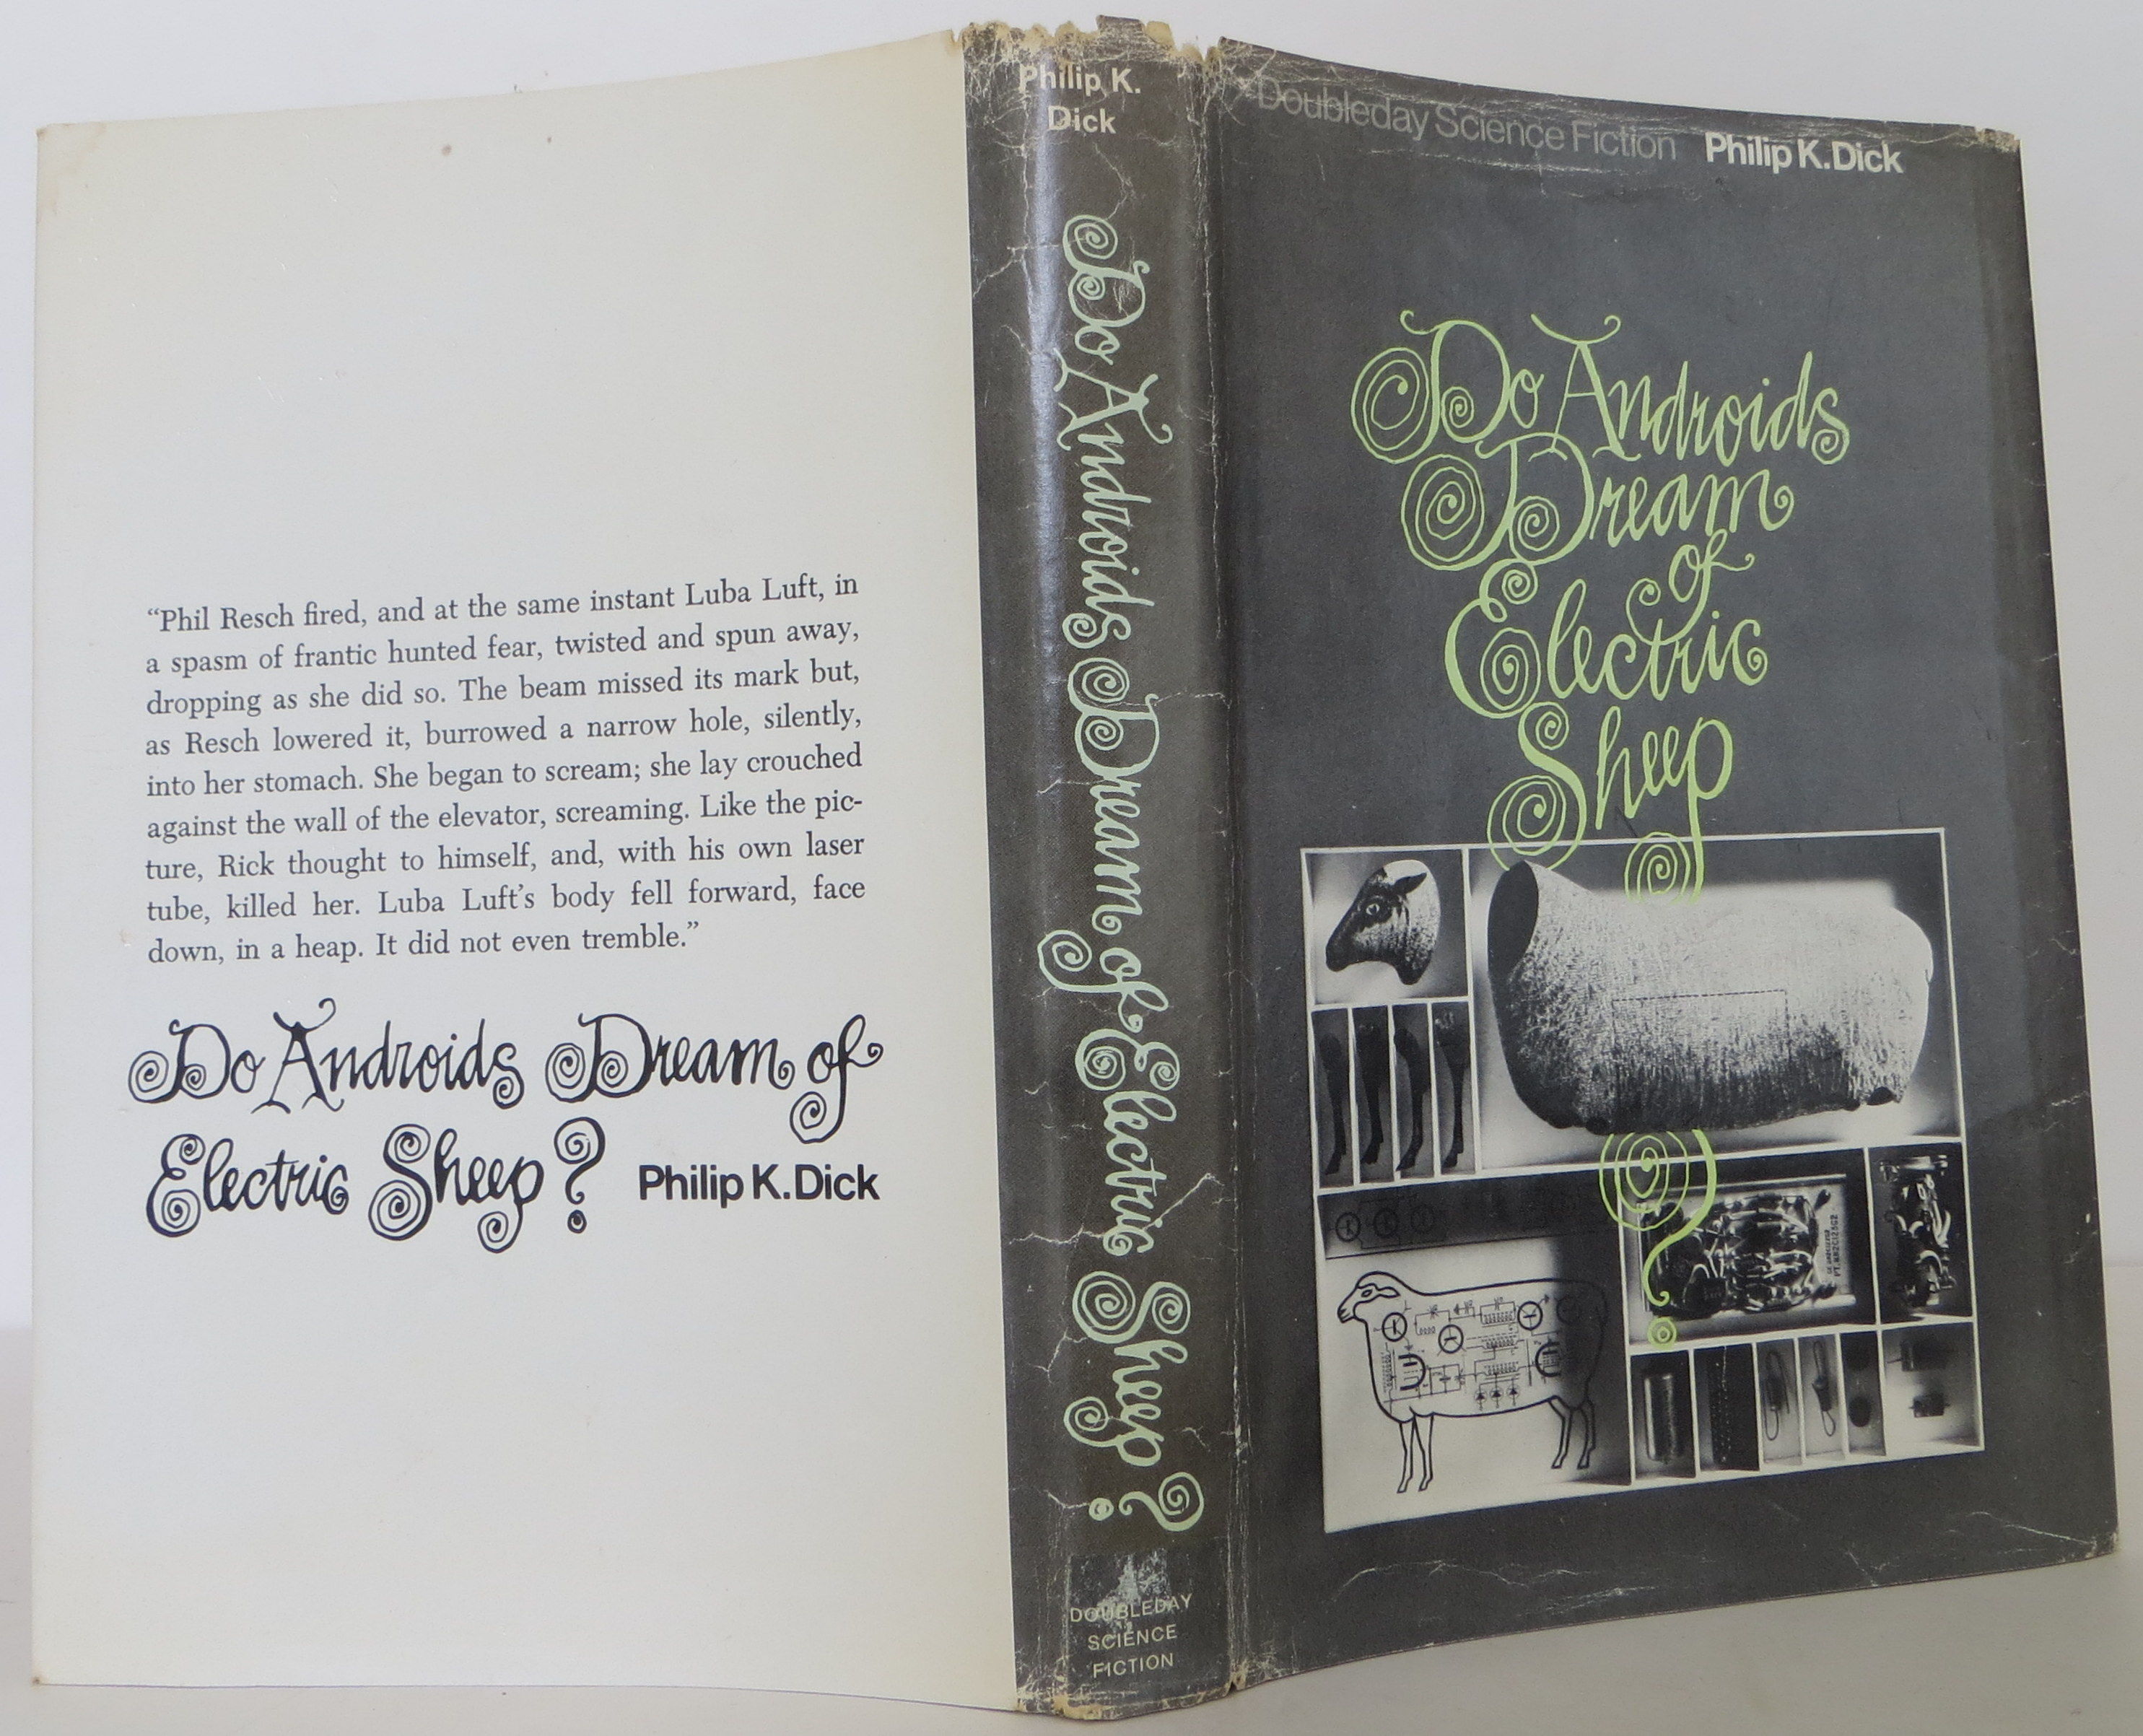 “Phil Resch fired, and at the same instant Luba Luft, in
a spasm of frantic hunted fear, twisted and spun away,
dropping as she did so. The beam missed its mark but,
as Resch lowered it, burrowed a narrow hole, silently,
into her stomach. She began to scream; she lay crouched
against the wall of the elevator, screaming. Like the pic-
ture, Rick thought to himself, and, with his own laser
tube, killed her. Luba Luft’s body fell forward, face
down, in a heap. It did not even tremble.”
Do Androids Dream of
Electric Sheep?
Philip K. Dick
Philip K.
Dick
Do Androids Dream of Electric Sheep?
DOUBLEDAY
SCIENCE
FICTION
Doubleday Science Fiction Philip K. Dick
Do Androids
Dream
of
Electric
Sheep
?